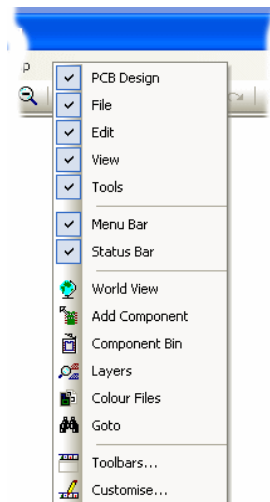 p
PCB Design
File
Edit
View
Tools
Menu Bar
Status Bar
World View
Add Component
Component Bin
Layers
Colour Files
Goto
Toolbars...
Customise...